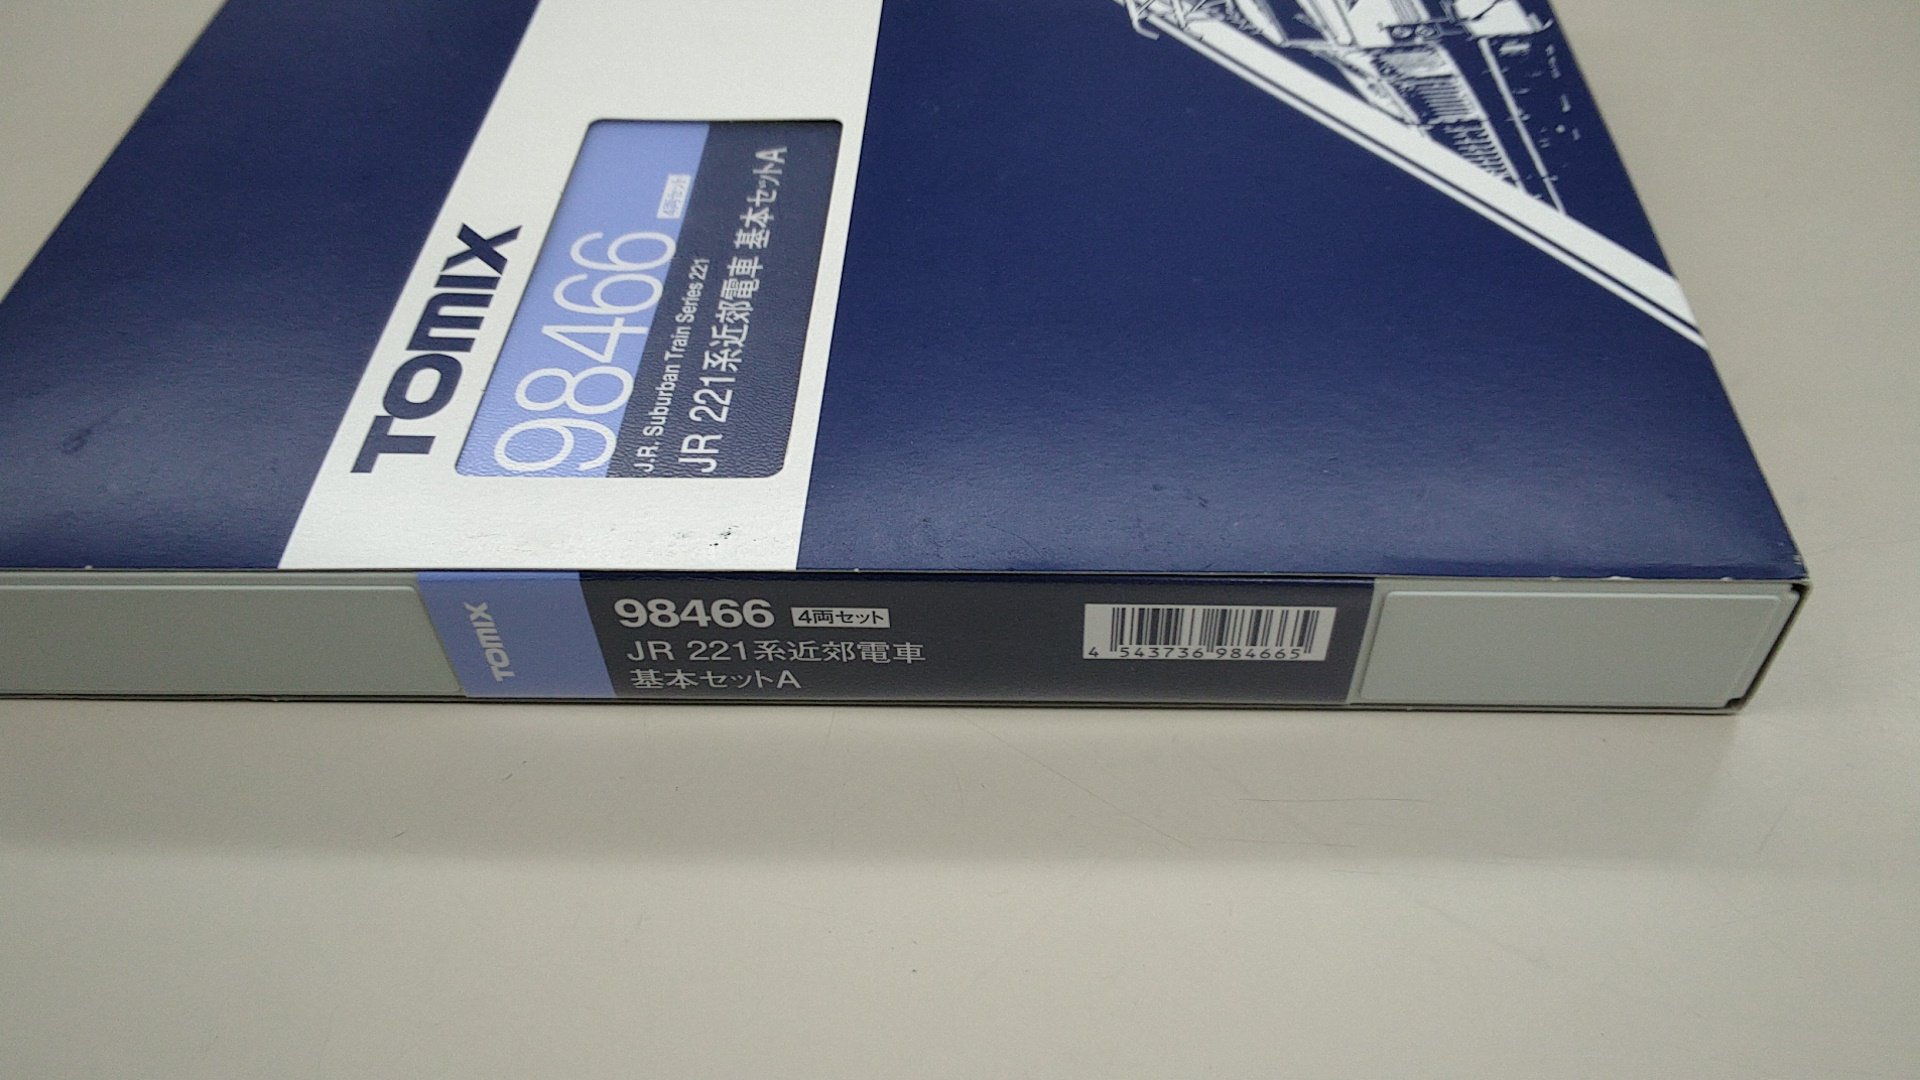 TOMIX
98466 4両セット
J.R. Suburban Train Series 221
JR 221系近郊電車 基本セットA
TOMIX
98466 4両セット
JR 221系近郊電車
基本セットA
4 543736 984665